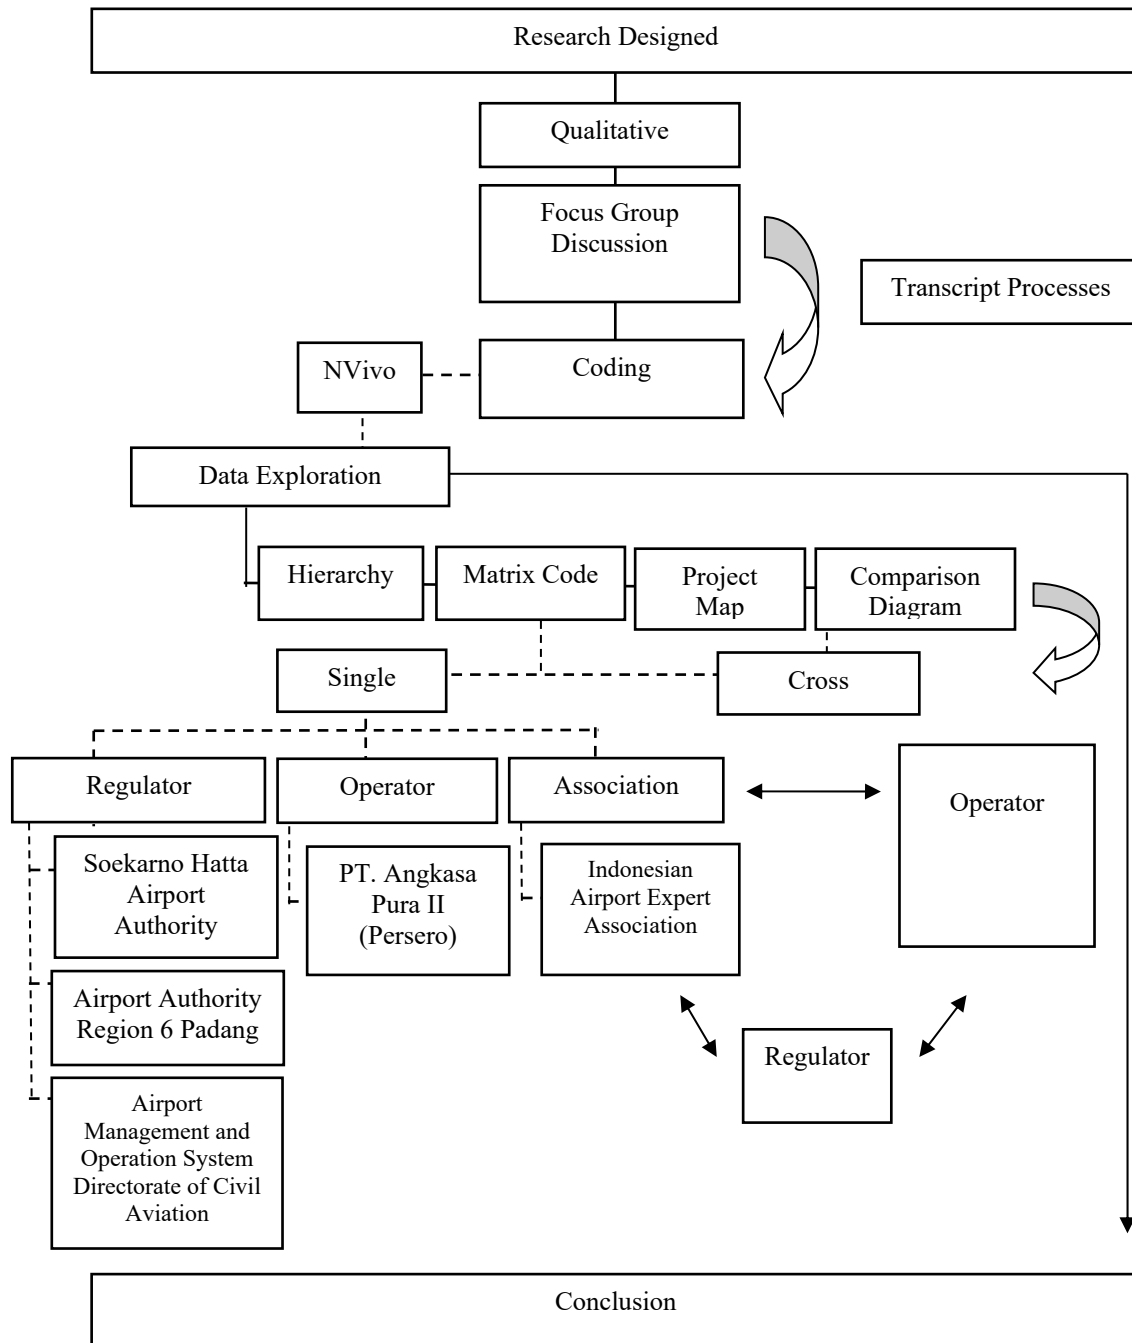 Research Designed
Qualitative
Focus Group
Discussion
Transcript Processes
NVivo
Coding
Data Exploration
Hierarchy
Matrix Code
Project
Map
Comparison
Diagram
Single
Cross
Regulator
Operator
Association
Operator
Soekarno Hatta
Airport
Authority
PT. Angkasa
Pura II
(Persero)
Indonesian
Airport Expert
Association
Airport Authority
Region 6 Padang
Regulator
Airport
Management and
Operation System
Directorate of Civil
Aviation
Conclusion